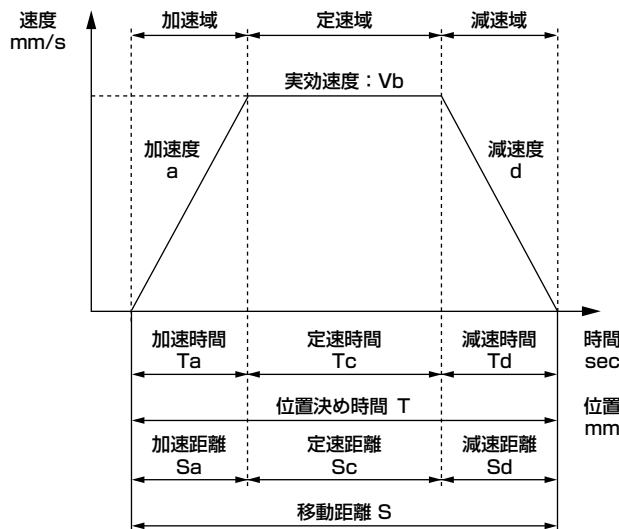 速度
mm/s
加速域
定速域
減速域
実効速度：Vb
加速度
a
減速度
d
加速時間
Ta
定速時間
Tc
減速時間
Td
時間
sec
位置決め時間 T
位置
mm
加速距離
Sa
定速距離
Sc
減速距離
Sd
移動距離 S